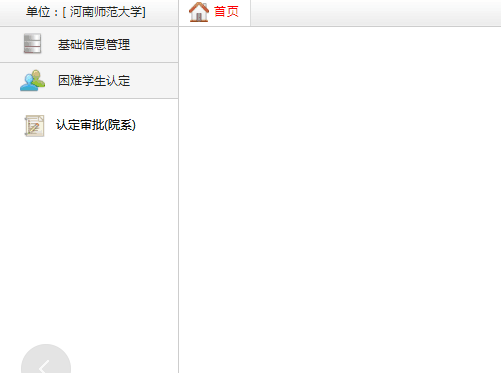 单位：[ 河南师范大学]
首页
基础信息管理
困难学生认定
认定审批(院系)